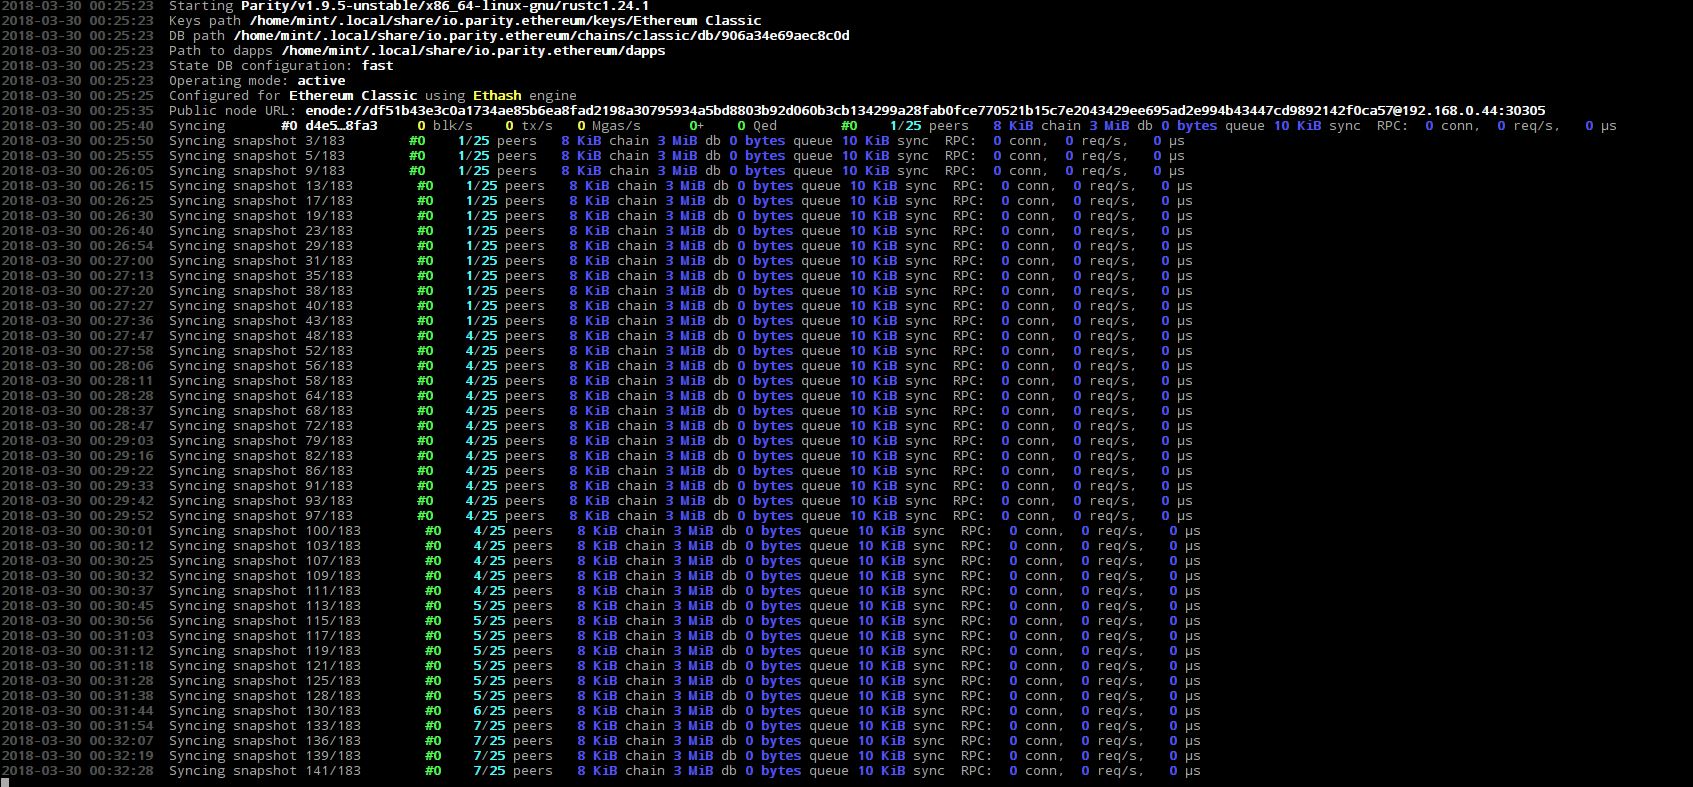 2018-03-30 00:25:23 Starting Parity/v1.9.5-unstable/x86_64-linux-gnu/rustc1.24.1
2018-03-30 00:25:23 Keys path /home/mint/.local/share/io.parity.ethereum/keys/Ethereum Classic
2018-03-30 00:25:23 DB path /home/mint/.local/share/io.parity.ethereum/chains/classic/db/906a34e69aec8c0d
2018-03-30 00:25:23 Path to dapps /home/mint/.local/share/io.parity.ethereum/dapps
2018-03-30 00:25:23 State DB configuration: fast
2018-03-30 00:25:23 Operating mode: active
2018-03-30 00:25:25 Configured for Ethereum Classic using Ethash engine
2018-03-30 00:25:35 Public node URL: enode://df51b43e3c0a1734ae85b6ea8fad2198a30795934a5bd8803b92d060b3cb134299a28fab0fce770521b15c7e2043429ee695ad2e994b43447cd9892142f0ca57@192.168.0.44:30305
2018-03-30 00:25:40 Syncing #0 d4e5…8fa3 0 blk/s 0 tx/s 0 Mgas/s 0+ 0 Qed #0 1/25 peers 8 KiB chain 3 MiB db 0 bytes queue 10 KiB sync RPC: 0 conn, 0 req/s, 0 µs
2018-03-30 00:25:50 Syncing snapshot 3/183 #0 1/25 peers 8 KiB chain 3 MiB db 0 bytes queue 10 KiB sync RPC: 0 conn, 0 req/s, 0 µs
2018-03-30 00:25:55 Syncing snapshot 5/183 #0 1/25 peers 8 KiB chain 3 MiB db 0 bytes queue 10 KiB sync RPC: 0 conn, 0 req/s, 0 µs
2018-03-30 00:26:05 Syncing snapshot 9/183 #0 1/25 peers 8 KiB chain 3 MiB db 0 bytes queue 10 KiB sync RPC: 0 conn, 0 req/s, 0 µs
2018-03-30 00:26:15 Syncing snapshot 13/183 #0 1/25 peers 8 KiB chain 3 MiB db 0 bytes queue 10 KiB sync RPC: 0 conn, 0 req/s, 0 µs
2018-03-30 00:26:25 Syncing snapshot 17/183 #0 1/25 peers 8 KiB chain 3 MiB db 0 bytes queue 10 KiB sync RPC: 0 conn, 0 req/s, 0 µs
2018-03-30 00:26:30 Syncing snapshot 19/183 #0 1/25 peers 8 KiB chain 3 MiB db 0 bytes queue 10 KiB sync RPC: 0 conn, 0 req/s, 0 µs
2018-03-30 00:26:40 Syncing snapshot 23/183 #0 1/25 peers 8 KiB chain 3 MiB db 0 bytes queue 10 KiB sync RPC: 0 conn, 0 req/s, 0 µs
2018-03-30 00:26:54 Syncing snapshot 29/183 #0 1/25 peers 8 KiB chain 3 MiB db 0 bytes queue 10 KiB sync RPC: 0 conn, 0 req/s, 0 µs
2018-03-30 00:27:00 Syncing snapshot 31/183 #0 1/25 peers 8 KiB chain 3 MiB db 0 bytes queue 10 KiB sync RPC: 0 conn, 0 req/s, 0 µs
2018-03-30 00:27:13 Syncing snapshot 35/183 #0 1/25 peers 8 KiB chain 3 MiB db 0 bytes queue 10 KiB sync RPC: 0 conn, 0 req/s, 0 µs
2018-03-30 00:27:20 Syncing snapshot 38/183 #0 1/25 peers 8 KiB chain 3 MiB db 0 bytes queue 10 KiB sync RPC: 0 conn, 0 req/s, 0 µs
2018-03-30 00:27:27 Syncing snapshot 40/183 #0 1/25 peers 8 KiB chain 3 MiB db 0 bytes queue 10 KiB sync RPC: 0 conn, 0 req/s, 0 µs
2018-03-30 00:27:36 Syncing snapshot 43/183 #0 1/25 peers 8 KiB chain 3 MiB db 0 bytes queue 10 KiB sync RPC: 0 conn, 0 req/s, 0 µs
2018-03-30 00:27:47 Syncing snapshot 48/183 #0 4/25 peers 8 KiB chain 3 MiB db 0 bytes queue 10 KiB sync RPC: 0 conn, 0 req/s, 0 µs
2018-03-30 00:27:58 Syncing snapshot 52/183 #0 4/25 peers 8 KiB chain 3 MiB db 0 bytes queue 10 KiB sync RPC: 0 conn, 0 req/s, 0 µs
2018-03-30 00:28:06 Syncing snapshot 56/183 #0 4/25 peers 8 KiB chain 3 MiB db 0 bytes queue 10 KiB sync RPC: 0 conn, 0 req/s, 0 µs
2018-03-30 00:28:11 Syncing snapshot 58/183 #0 4/25 peers 8 KiB chain 3 MiB db 0 bytes queue 10 KiB sync RPC: 0 conn, 0 req/s, 0 µs
2018-03-30 00:28:28 Syncing snapshot 64/183 #0 4/25 peers 8 KiB chain 3 MiB db 0 bytes queue 10 KiB sync RPC: 0 conn, 0 req/s, 0 µs
2018-03-30 00:28:37 Syncing snapshot 68/183 #0 4/25 peers 8 KiB chain 3 MiB db 0 bytes queue 10 KiB sync RPC: 0 conn, 0 req/s, 0 µs
2018-03-30 00:28:47 Syncing snapshot 72/183 #0 4/25 peers 8 KiB chain 3 MiB db 0 bytes queue 10 KiB sync RPC: 0 conn, 0 req/s, 0 µs
2018-03-30 00:29:03 Syncing snapshot 79/183 #0 4/25 peers 8 KiB chain 3 MiB db 0 bytes queue 10 KiB sync RPC: 0 conn, 0 req/s, 0 µs
2018-03-30 00:29:16 Syncing snapshot 82/183 #0 4/25 peers 8 KiB chain 3 MiB db 0 bytes queue 10 KiB sync RPC: 0 conn, 0 req/s, 0 µs
2018-03-30 00:29:22 Syncing snapshot 86/183 #0 4/25 peers 8 KiB chain 3 MiB db 0 bytes queue 10 KiB sync RPC: 0 conn, 0 req/s, 0 µs
2018-03-30 00:29:33 Syncing snapshot 91/183 #0 4/25 peers 8 KiB chain 3 MiB db 0 bytes queue 10 KiB sync RPC: 0 conn, 0 req/s, 0 µs
2018-03-30 00:29:42 Syncing snapshot 93/183 #0 4/25 peers 8 KiB chain 3 MiB db 0 bytes queue 10 KiB sync RPC: 0 conn, 0 req/s, 0 µs
2018-03-30 00:29:52 Syncing snapshot 97/183 #0 4/25 peers 8 KiB chain 3 MiB db 0 bytes queue 10 KiB sync RPC: 0 conn, 0 req/s, 0 µs
2018-03-30 00:30:01 Syncing snapshot 100/183 #0 4/25 peers 8 KiB chain 3 MiB db 0 bytes queue 10 KiB sync RPC: 0 conn, 0 req/s, 0 µs
2018-03-30 00:30:12 Syncing snapshot 103/183 #0 4/25 peers 8 KiB chain 3 MiB db 0 bytes queue 10 KiB sync RPC: 0 conn, 0 req/s, 0 µs
2018-03-30 00:30:25 Syncing snapshot 107/183 #0 4/25 peers 8 KiB chain 3 MiB db 0 bytes queue 10 KiB sync RPC: 0 conn, 0 req/s, 0 µs
2018-03-30 00:30:32 Syncing snapshot 109/183 #0 4/25 peers 8 KiB chain 3 MiB db 0 bytes queue 10 KiB sync RPC: 0 conn, 0 req/s, 0 µs
2018-03-30 00:30:37 Syncing snapshot 111/183 #0 4/25 peers 8 KiB chain 3 MiB db 0 bytes queue 10 KiB sync RPC: 0 conn, 0 req/s, 0 µs
2018-03-30 00:30:45 Syncing snapshot 113/183 #0 5/25 peers 8 KiB chain 3 MiB db 0 bytes queue 10 KiB sync RPC: 0 conn, 0 req/s, 0 µs
2018-03-30 00:30:56 Syncing snapshot 115/183 #0 5/25 peers 8 KiB chain 3 MiB db 0 bytes queue 10 KiB sync RPC: 0 conn, 0 req/s, 0 µs
2018-03-30 00:31:03 Syncing snapshot 117/183 #0 5/25 peers 8 KiB chain 3 MiB db 0 bytes queue 10 KiB sync RPC: 0 conn, 0 req/s, 0 µs
2018-03-30 00:31:12 Syncing snapshot 119/183 #0 5/25 peers 8 KiB chain 3 MiB db 0 bytes queue 10 KiB sync RPC: 0 conn, 0 req/s, 0 µs
2018-03-30 00:31:18 Syncing snapshot 121/183 #0 5/25 peers 8 KiB chain 3 MiB db 0 bytes queue 10 KiB sync RPC: 0 conn, 0 req/s, 0 µs
2018-03-30 00:31:28 Syncing snapshot 125/183 #0 5/25 peers 8 KiB chain 3 MiB db 0 bytes queue 10 KiB sync RPC: 0 conn, 0 req/s, 0 µs
2018-03-30 00:31:38 Syncing snapshot 128/183 #0 5/25 peers 8 KiB chain 3 MiB db 0 bytes queue 10 KiB sync RPC: 0 conn, 0 req/s, 0 µs
2018-03-30 00:31:44 Syncing snapshot 130/183 #0 6/25 peers 8 KiB chain 3 MiB db 0 bytes queue 10 KiB sync RPC: 0 conn, 0 req/s, 0 µs
2018-03-30 00:31:54 Syncing snapshot 133/183 #0 7/25 peers 8 KiB chain 3 MiB db 0 bytes queue 10 KiB sync RPC: 0 conn, 0 req/s, 0 µs
2018-03-30 00:32:07 Syncing snapshot 136/183 #0 7/25 peers 8 KiB chain 3 MiB db 0 bytes queue 10 KiB sync RPC: 0 conn, 0 req/s, 0 µs
2018-03-30 00:32:19 Syncing snapshot 139/183 #0 7/25 peers 8 KiB chain 3 MiB db 0 bytes queue 10 KiB sync RPC: 0 conn, 0 req/s, 0 µs
2018-03-30 00:32:28 Syncing snapshot 141/183 #0 7/25 peers 8 KiB chain 3 MiB db 0 bytes queue 10 KiB sync RPC: 0 conn, 0 req/s, 0 µs